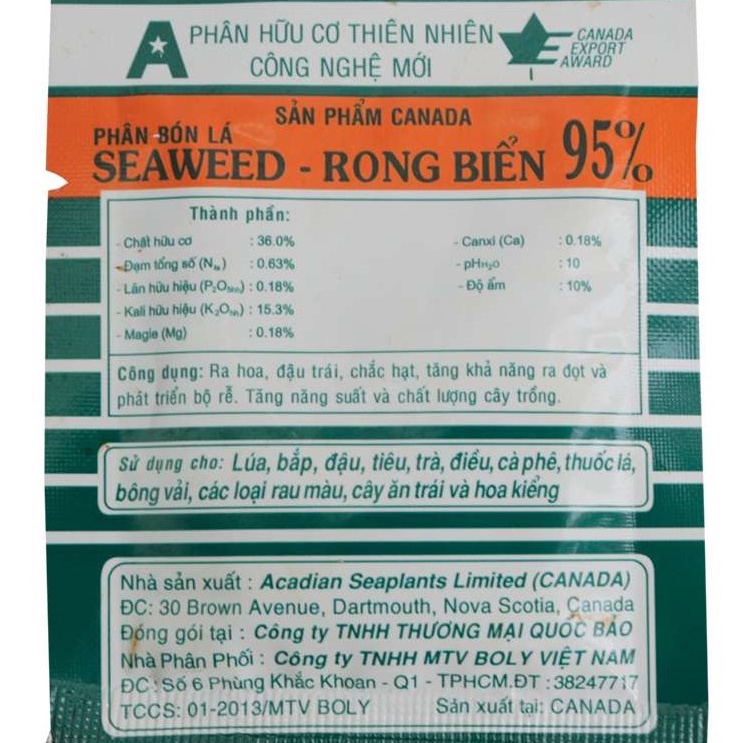 A PHÂN HỮU CƠ THIÊN NHIÊN
CÔNG NGHỆ MỚI
CANADA
EXPORT
AWARD
SẢN PHẨM CANADA
PHÂN BÓN LÁ
SEAWEED - RONG BIỂN 95%
Thành phần:
- Chất hữu cơ : 36.0%
- Đạm tổng số (Nts) : 0.63%
- Lân hữu hiệu (P2O5hh) : 0.18%
- Kali hữu hiệu (K2Ohh) : 15.3%
- Magie (Mg) : 0.18%
- Canxi (Ca) : 0.18%
- pHH2O : 10
- Độ ẩm : 10%
Công dụng: Ra hoa, đậu trái, chắc hạt, tăng khả năng ra đọt và
phát triển bộ rễ. Tăng năng suất và chất lượng cây trồng.
Sử dụng cho: Lúa, bắp, đậu, tiêu, trà, điều, cà phê, thuốc lá,
bông vải, các loại rau màu, cây ăn trái và hoa kiểng
Nhà sản xuất : Acadian Seaplants Limited (CANADA)
ĐC: 30 Brown Avenue, Dartmouth, Nova Scotia, Canada
Đóng gói tại : Công ty TNHH THƯƠNG MẠI QUỐC BẢO
Nhà Phân Phối : Công ty TNHH MTV BOLY VIỆT NAM
ĐC: Số 6 Phùng Khắc Khoan - Q1 - TPHCM.ĐT : 38247717
TCCS: 01-2013/MTV BOLY Sản xuất tại: CANADA